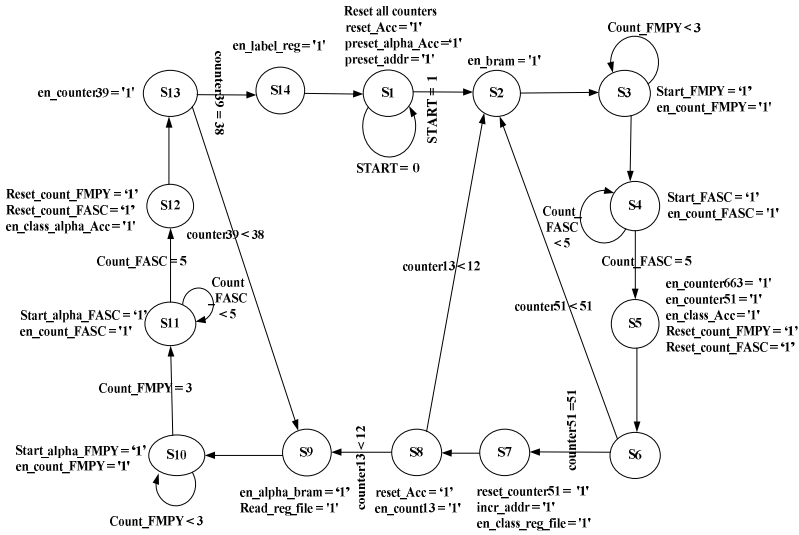 Reset all counters
reset_Acc= '1'
preset_alpha_Acc='1'
preset_addr= '1'
en_label_reg= '1'
en_bram= '1'
Count_FMPY<3
en_counter39= '1'
S13
counter39= 38
S14
S1
START= 1
S2
S3
Start_FMPY= '1'
en_count_FMPY= '1'
START= 0
Reset_count_FMPY= '1'
Reset_count_FASC= '1'
en_class_alpha_Acc= '1'
S12
S4
Start_FASC= '1'
en_count_FASC= '1'
Count_
FASC
<5
counter39<38
counter13<12
Count_FASC=5
Count_FASC=5
Count
FASC
<5
counter51<51
en_counter663= '1'
en_counter51= '1'
en_class_Acc= '1'
Reset_count_FMPY= '1'
Reset_count_FASC= '1'
Start_alpha_FASC= '1'
en_count_FASC= '1'
S11
S5
Count_FMPY=3
Start_alpha_FMPY= '1'
en_count_FMPY= '1'
S10
S9
counter13<12
S8
S7
counter51=51
S6
Count_FMPY<3
en_alpha_bram= '1'
Read_reg_file= '1'
reset_Acc= '1'
en_count13= '1'
reset_counter51= '1'
incr_addr= '1'
en_class_reg_file= '1'